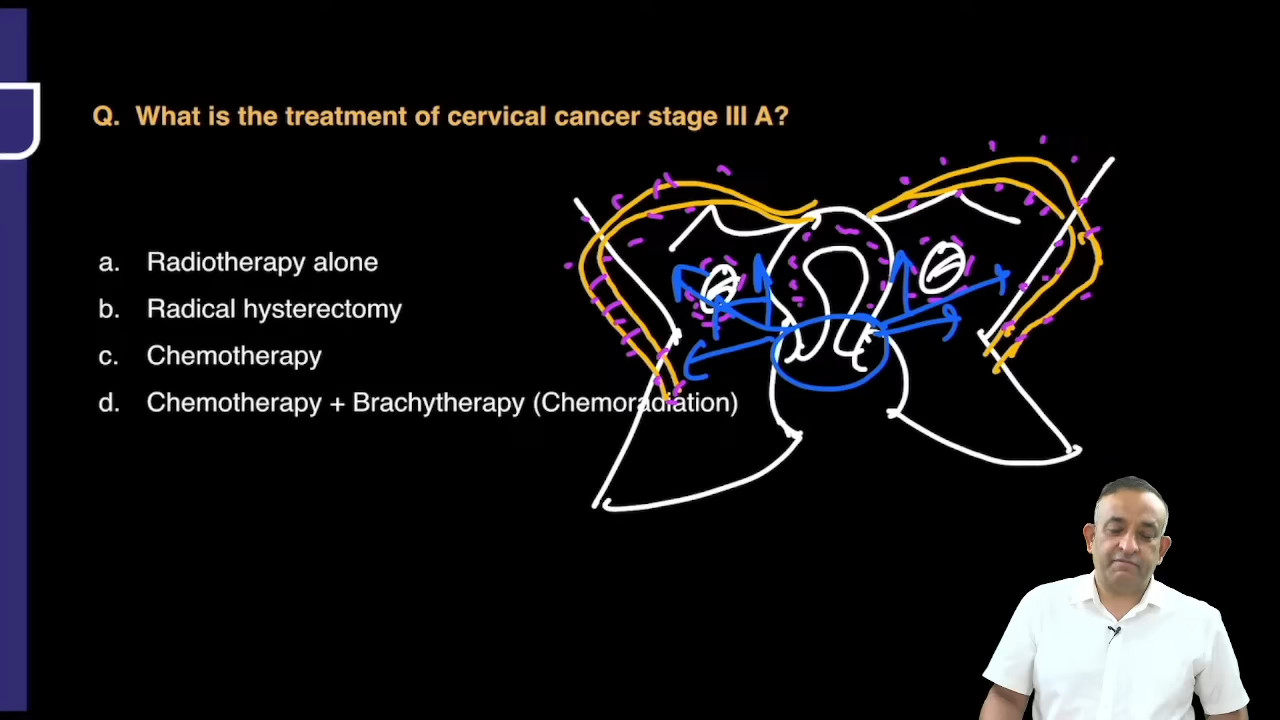 Q. What is the treatment of cervical cancer stage III A?
a. Radiotherapy alone
b. Radical hysterectomy
c. Chemotherapy
d. Chemotherapy + Brachytherapy (Chemoradiation)